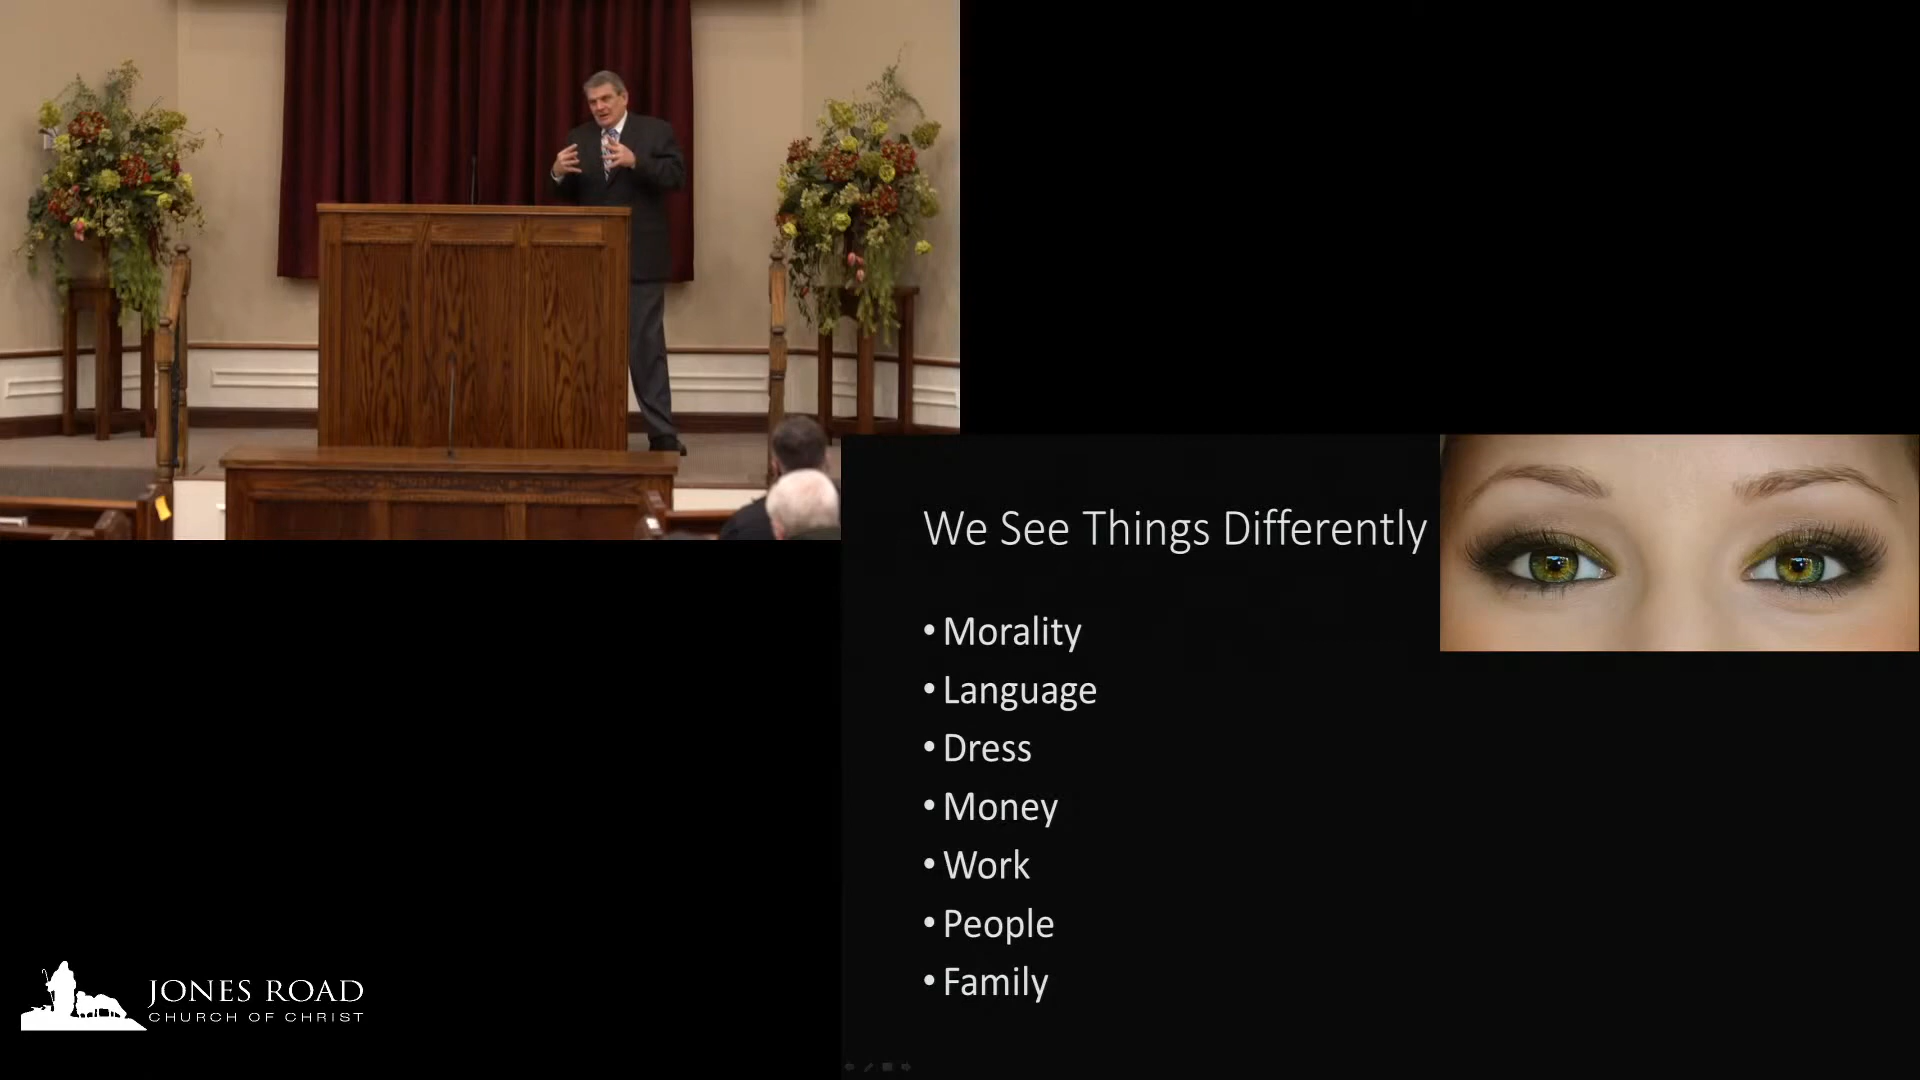 We See Things Differently
• Morality
• Language
• Dress
• Money
• Work
• People
• Family
JONES ROAD
CHURCH OF CHRIST